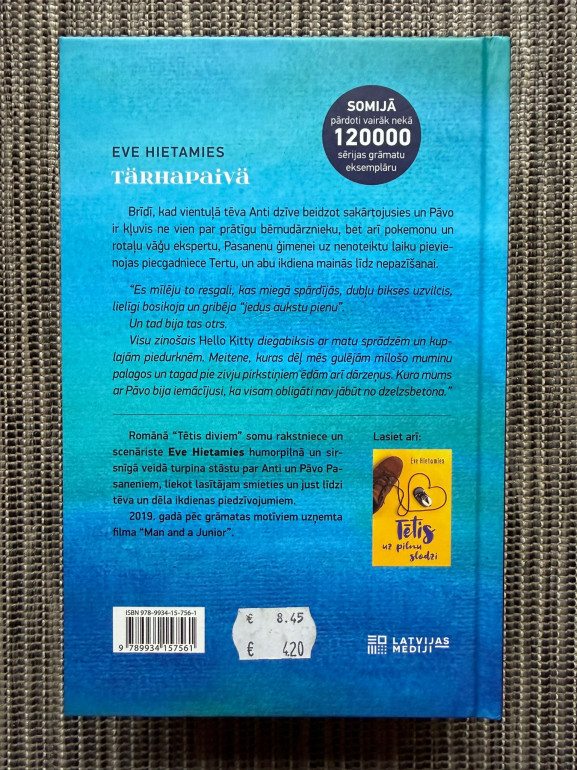 SOMIJĀ
pārdoti vairāk nekā
120000
sērijas grāmatu
eksemplāru
EVE HIETAMIES
TARHAPäivä
Brīdī, kad vientuļā tēva Anti dzīve beidzot sakārtojusies un Pāvo
ir kļuvis ne vien par prātīgu bērnudārznieku, bet arī pokemonu un
rotaļu vāģu ekspertu, Pasanenu ģimenei uz nenoteiktu laiku pievie-
nojas piecgadniece Tertu, un abu ikdiena mainās līdz nepazīšanai.
"Es mīlēju to resgali, kas miegā spārdījās, dubļu bikses uzvilcis,
lielīgi bosikoja un gribēja "ļedus aukstu pienu".
Un tad bija tas otrs.
Visu zinošais Hello Kitty diegabiksis ar matu sprādzēm un kup-
lajām piedurknēm. Meitene, kuras dēļ mēs gulējām mīlošo muminu
palagos un tagad pie zivju pirkstiņiem ēdām arī dārzeņus. Kura mums
ar Pāvo bija iemācījusi, ka visam obligāti nav jābūt no dzelzsbetona."
Romānā "Tētis diviem" somu rakstniece un
scenāriste Eve Hietamies humorpilnā un sir-
snīgā veidā turpina stāstu par Anti un Pāvo Pa-
saneniem, liekot lasītājam smieties un just līdzi
tēva un dēla ikdienas piedzīvojumiem.
2019. gadā pēc grāmatas motīviem uzņemta
filma "Man and a Junior".
Lasiet arī:
Eve Hietamies
Tētis
uz pilnu
slodzi
ISBN 978-9934-15-756-1
9 789934 157561
€ 8.45
€ 4.20
LATVIJAS
MEDIJI